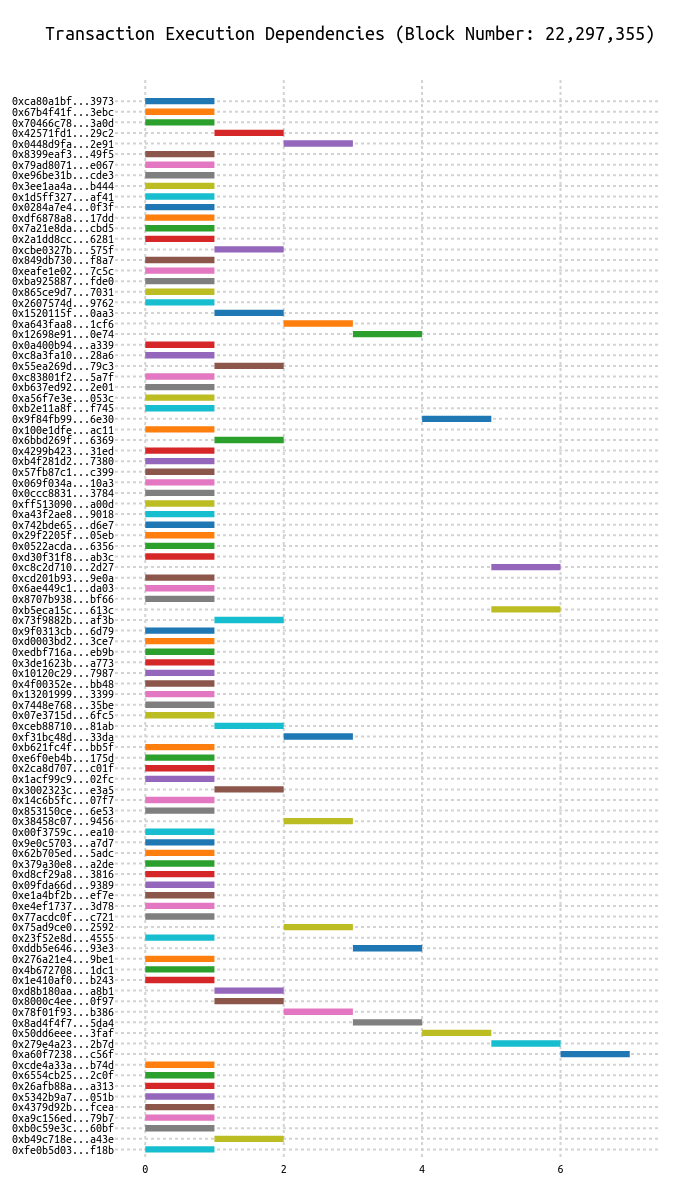 Transaction Execution Dependencies (Block Number: 22,297,355)
0xca80a1bf...3973
0x67b4f41f...3ebc
0x70466c78...3a0d
0x42571fd1...29c2
0x0448d9fa...2e91
0x8399eaf3...49f5
0x79ad8071...e067
0xe96be31b...cde3
0x3ee1aa4a...b444
0x1d5ff327...af41
0x0284a7e4...0f3f
0xdf6878a8...17dd
0x7a21e8da...cbd5
0x2a1dd8cc...6281
0xcbe0327b...575f
0x849db730...f8a7
0xeafe1e02...7c5c
0xba925887...fde0
0x865ce9d7...7031
0x2607574d...9762
0x1520115f...0aa3
0xa643faa8...1cf6
0x12698e91...0e74
0x0a400b94...a339
0xc8a3fa10...28a6
0x55ea269d...79c3
0xc83801f2...5a7f
0xb637ed92...2e01
0xa56f7e3e...053c
0xb2e11a8f...f745
0x9f84fb99...6e30
0x100e1dfe...ac11
0x6bbd269f...6369
0x4299b423...31ed
0xb4f281d2...7380
0x57fb87c1...c399
0x069f034a...10a3
0x0ccc8831...3784
0xff513090...a00d
0xa43f2ae8...9018
0x742bde65...d6e7
0x29f2205f...05eb
0x0522acda...6356
0xd30f31f8...ab3c
0xc8c2d710...2d27
0xcd201b93...9e0a
0x6ae449c1...da03
0x8707b938...bf66
0xb5eca15c...613c
0x73f9882b...af3b
0x9f0313cb...6d79
0xd0003bd2...3ce7
0xedbf716a...eb9b
0x3de1623b...a773
0x10120c29...7987
0x4f00352e...bb48
0x13201999...3399
0x7448e768...35be
0x07e3715d...6fc5
0xceb88710...81ab
0xf31bc48d...33da
0xb621fc4f...bb5f
0xe6f0eb4b...175d
0x2ca8d707...c01f
0x1acf99c9...02fc
0x3002323c...e3a5
0x14c6b5fc...07f7
0x853150ce...6e53
0x38458c07...9456
0x00f3759c...ea10
0x9e0c5703...a7d7
0x62b705ed...5adc
0x379a30e8...a2de
0xd8cf29a8...3816
0x09fda66d...9389
0xe1a4bf2b...ef7e
0xe4ef1737...3d78
0x77acdc0f...c721
0x75ad9ce0...2592
0x23f52e8d...4555
0xddb5e646...93e3
0x276a21e4...9be1
0x4b672708...1dc1
0x1e410af0...b243
0xd8b180aa...a8b1
0x8000c4ee...0f97
0x78f01f93...b386
0x8ad4f4f7...5da4
0x50dd6eee...3faf
0x279e4a23...2b7d
0xa60f7238...c56f
0xcde4a33a...b74d
0x6554cb25...2c0f
0x26afb88a...a313
0x5342b9a7...051b
0x4379d92b...fcea
0xa9c156ed...79b7
0xb0c59e3c...60bf
0xb49c718e...a43e
0xfe0b5d03...f18b
0 2 4 6